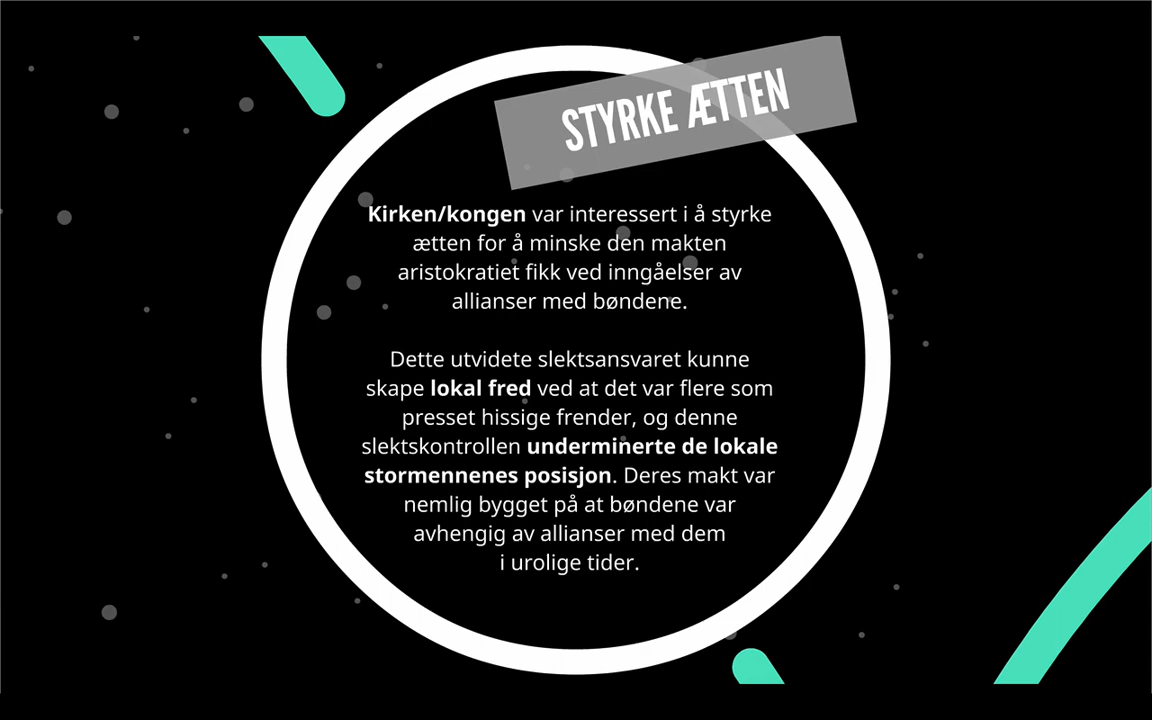 STYRKE ÆTTEN
Kirken/kongen var interessert i å styrke
ætten for å minske den makten
aristokratiet fikk ved inngåelser av
allianser med bøndene.
Dette utvidete slektsansvaret kunne
skape lokal fred ved at det var flere som
presset hissige frender, og denne
slektskontrollen underminerte de lokale
stormennenes posisjon. Deres makt var
nemlig bygget på at bøndene var
avhengig av allianser med dem
i urolige tider.